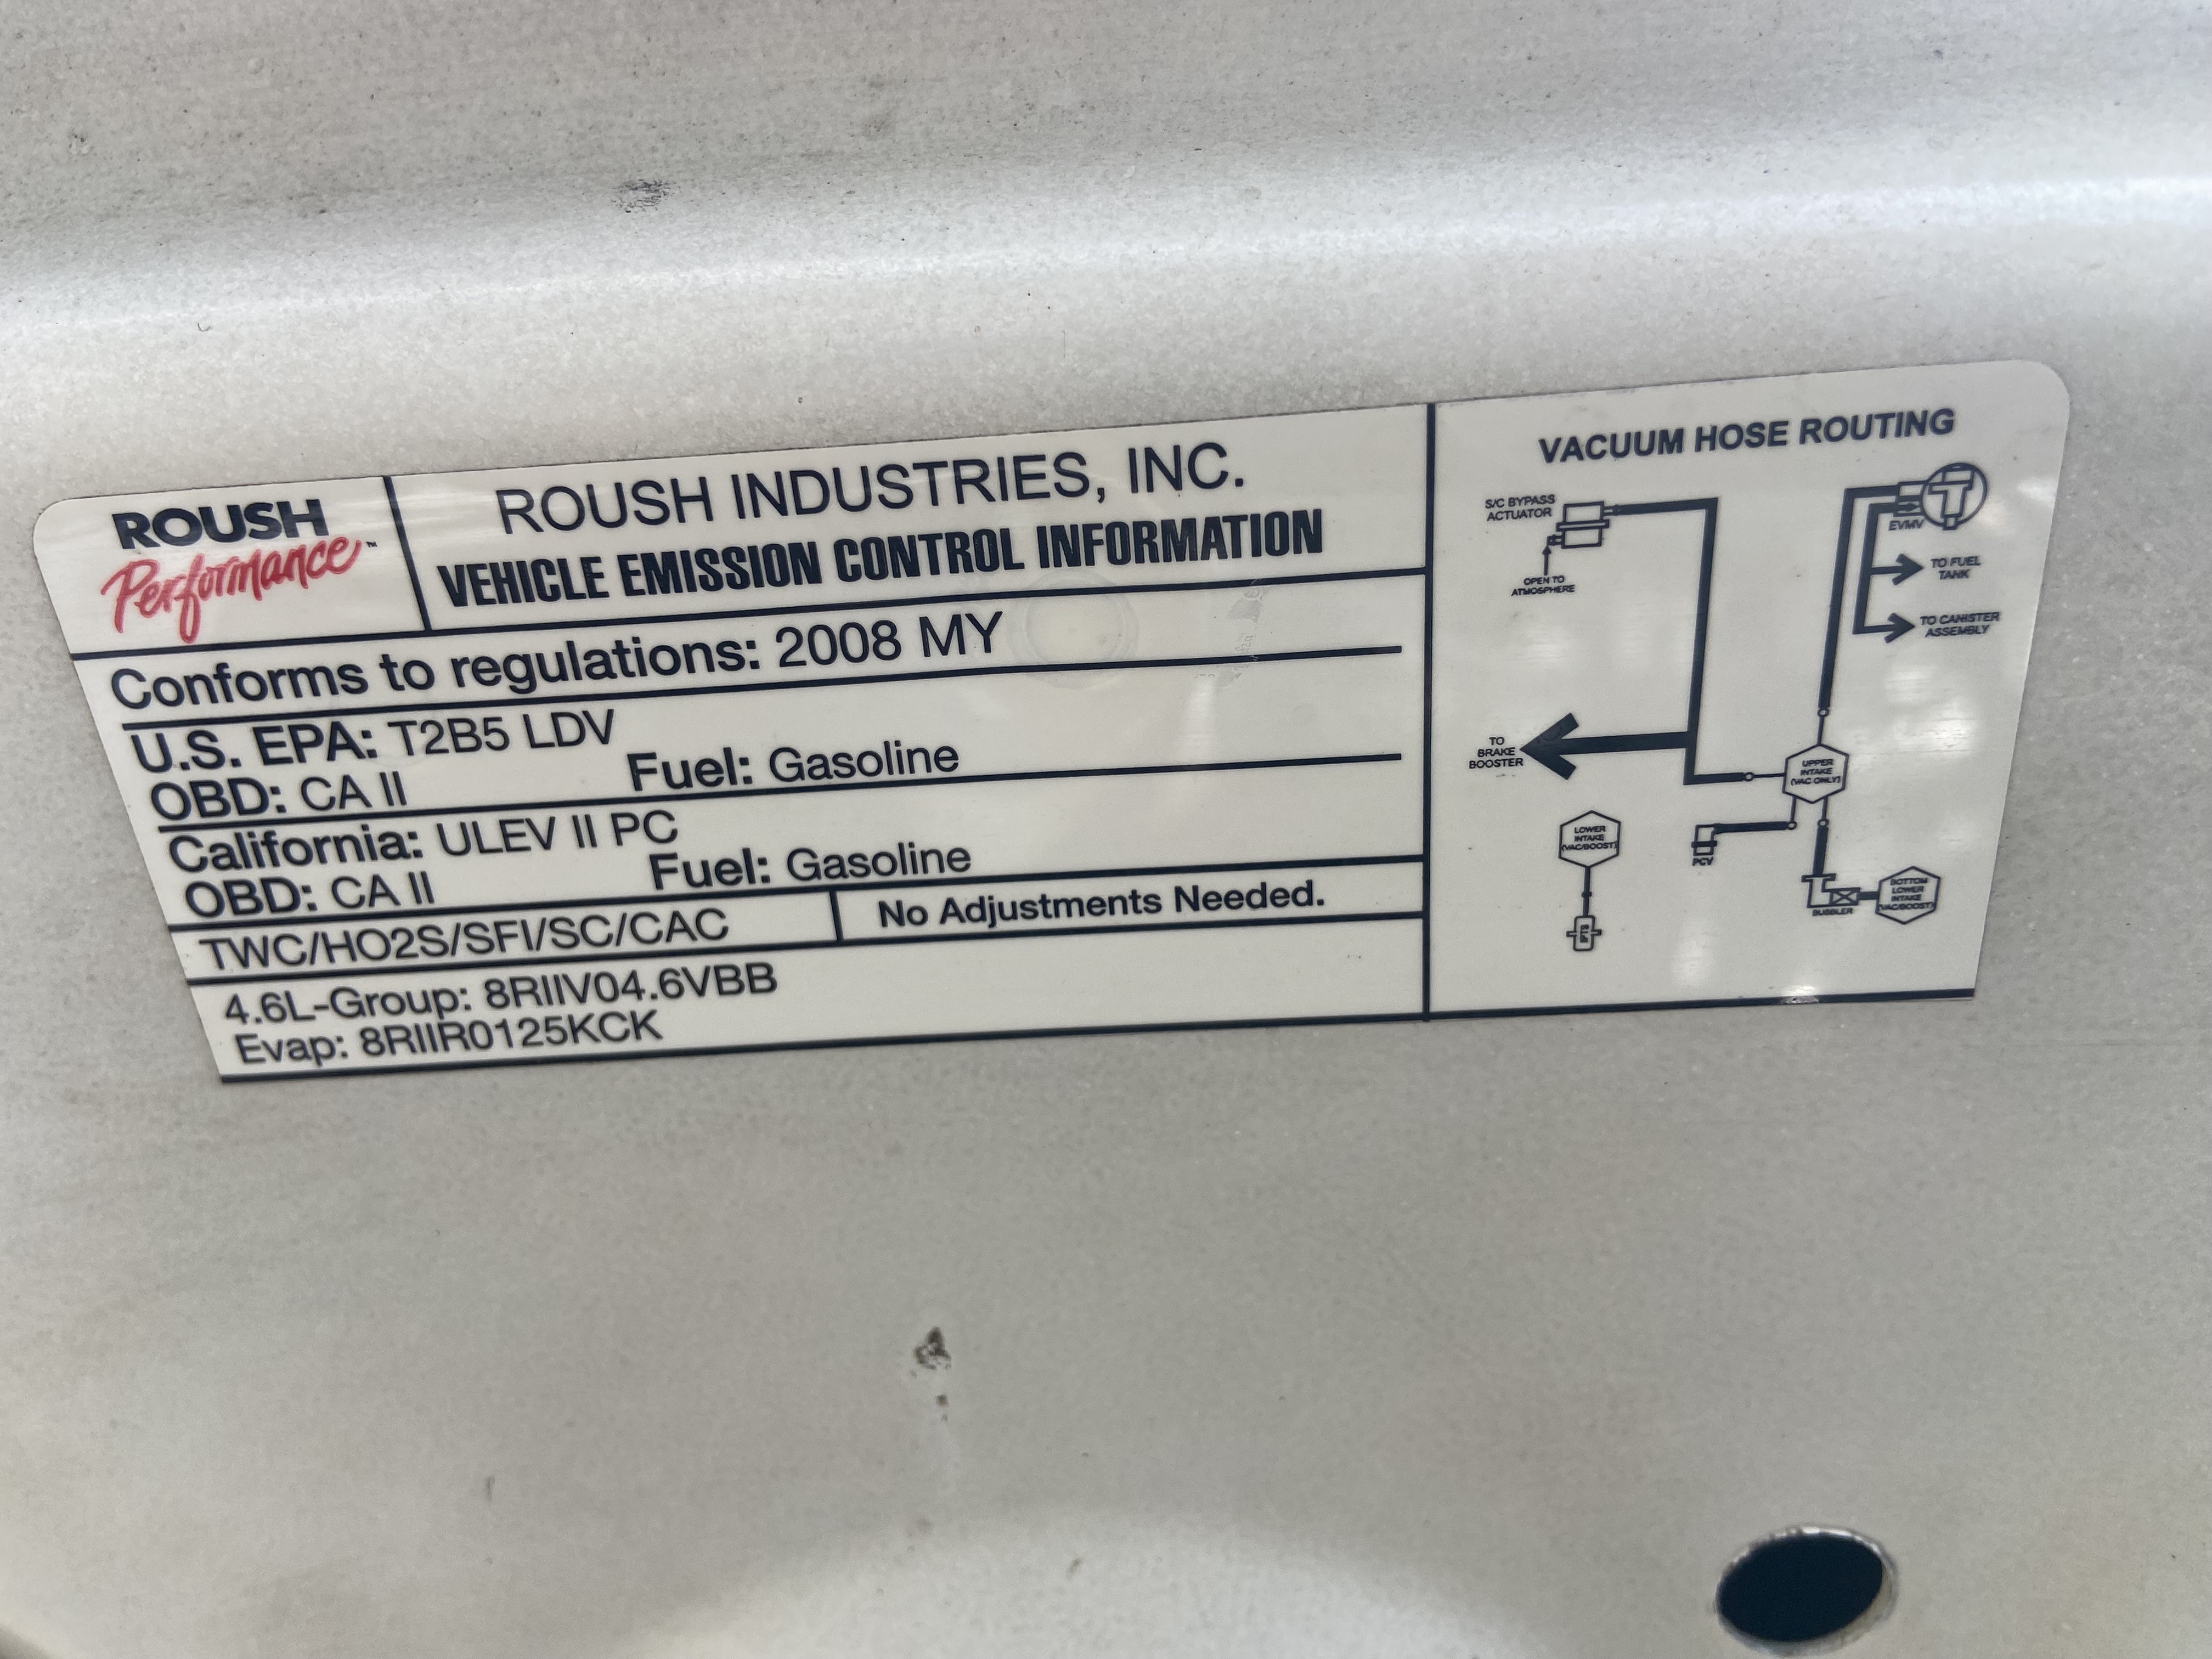 ROUSH
Performance™
ROUSH INDUSTRIES, INC.
VEHICLE EMISSION CONTROL INFORMATION
Conforms to regulations: 2008 MY
U.S. EPA: T2B5 LDV
OBD: CA II Fuel: Gasoline
California: ULEV II PC
OBD: CA II Fuel: Gasoline
TWC/HO2S/SFI/SC/CAC No Adjustments Needed.
4.6L-Group: 8RIIV04.6VBB
Evap: 8RIIR0125KCK
VACUUM HOSE ROUTING
S/C BYPASS
ACTUATOR
OPEN TO
ATMOSPHERE
EVMV
TO FUEL
TANK
TO CANISTER
ASSEMBLY
TO
BRAKE
BOOSTER
UPPER
INTAKE
(VAC ONLY)
LOWER
INTAKE
(VAC/BOOST)
PCV
BUBBLER
BOTTOM
LOWER
INTAKE
(VAC/BOOST)